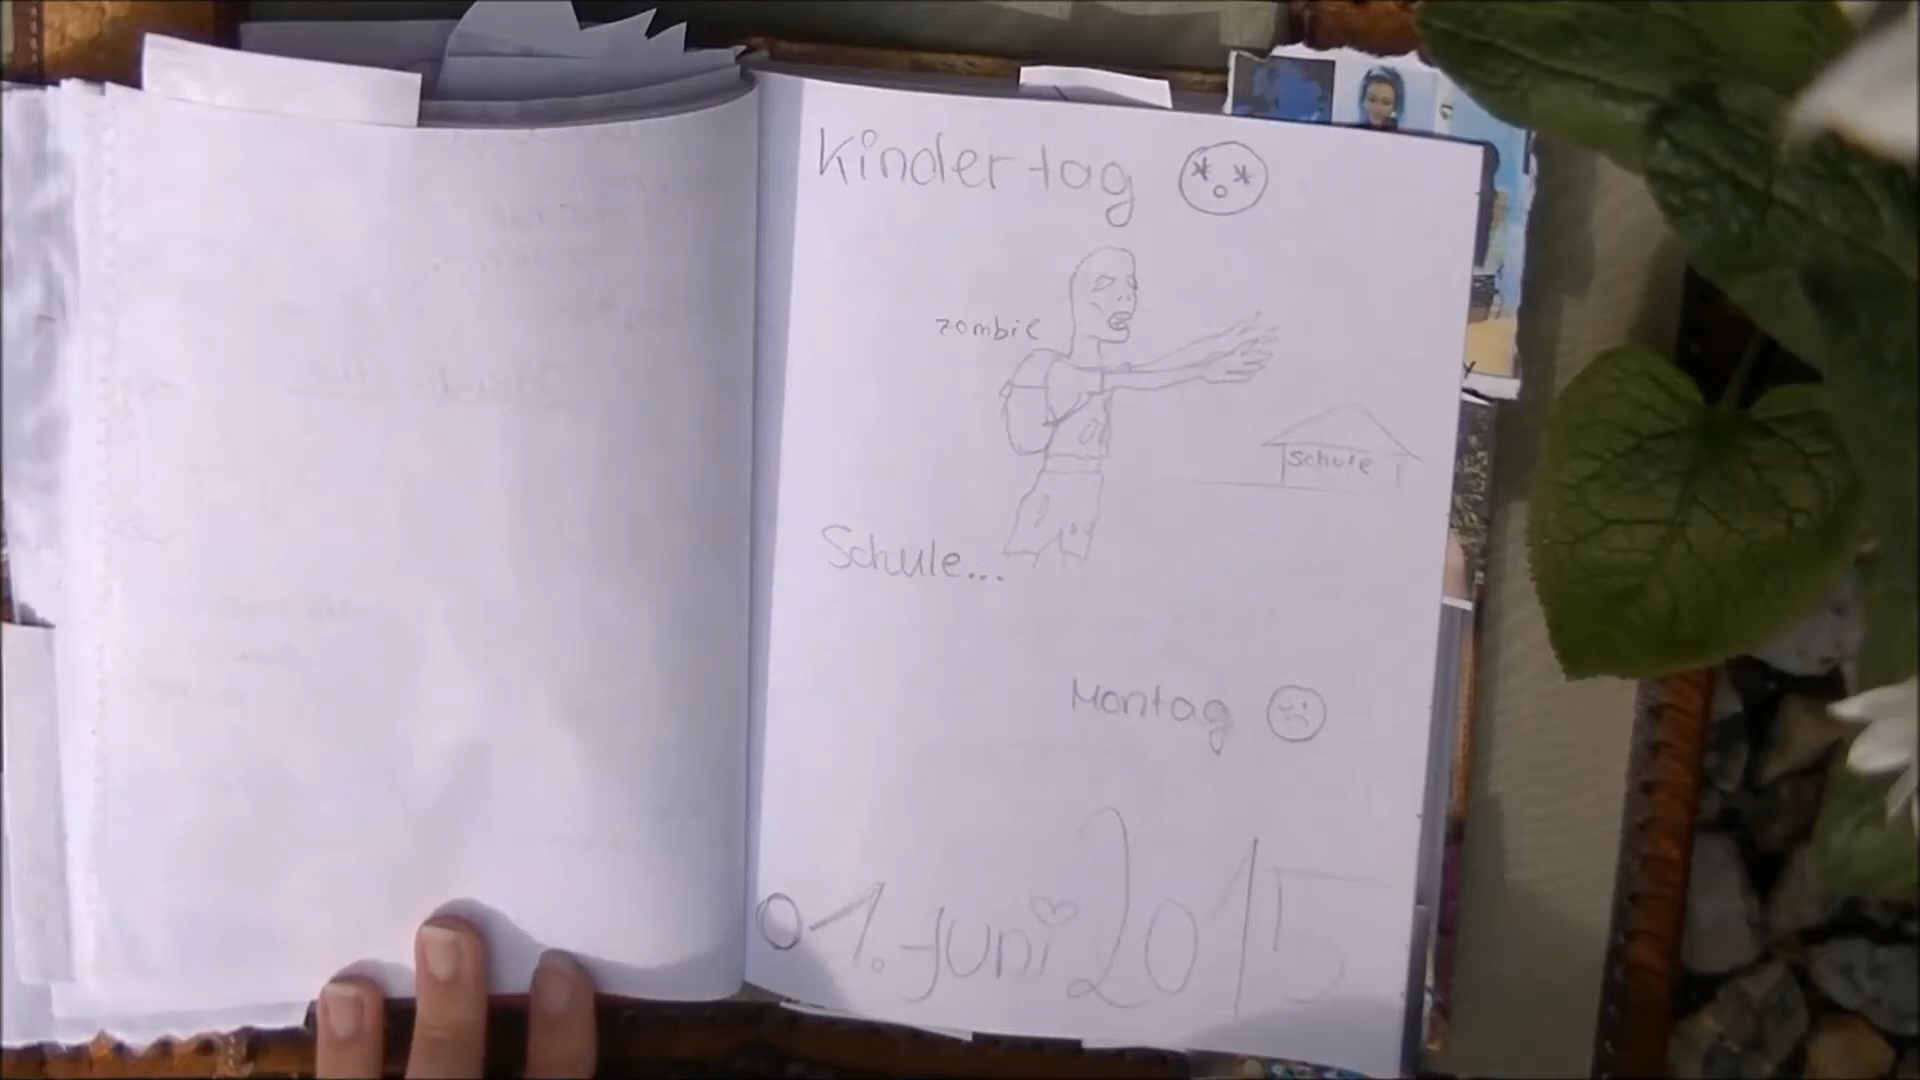 Kindertag
zombie
Schule
Schule...
Montag
01. Juni 2015